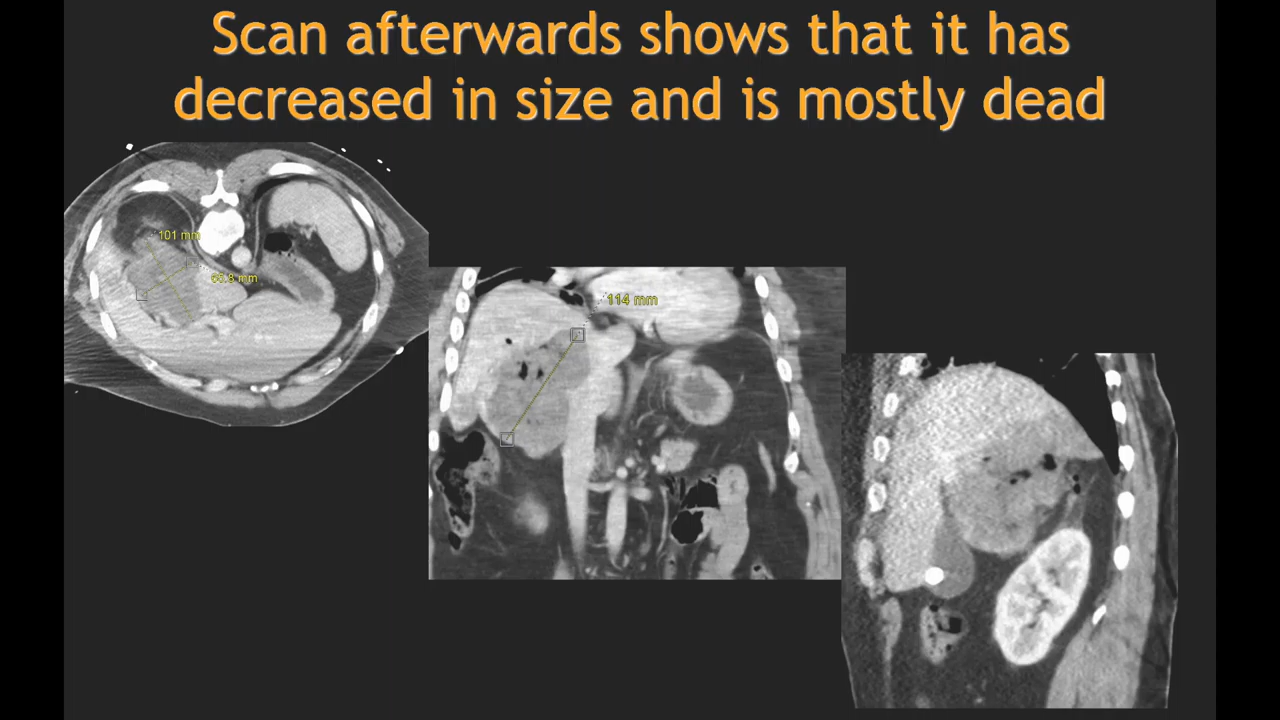 Scan afterwards shows that it has
decreased in size and is mostly dead
101 mm
114 mm